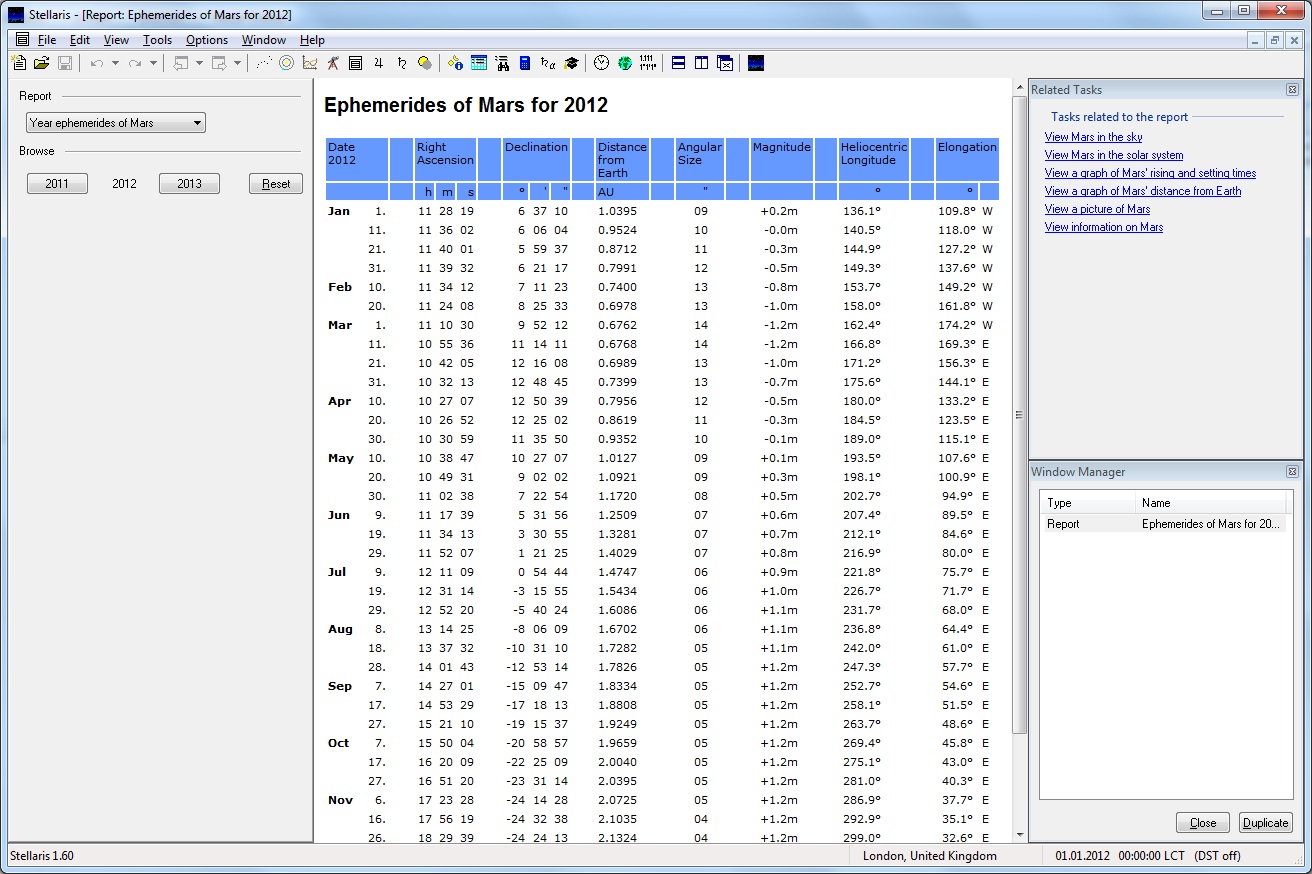 Stellaris - [Report: Ephemerides of Mars for 2012]
File Edit View Tools Options Window Help
Report
Year ephemerides of Mars
Browse
2011 2012 2013 Reset
Ephemerides of Mars for 2012
Date 2012 Right Ascension Declination Distance from Earth Angular Size Magnitude Heliocentric Longitude Elongation
h m s ° ' " AU " ° °
Jan 1. 11 28 19 6 37 10 1.0395 09 +0.2m 136.1° 109.8° W
11. 11 36 02 6 06 04 0.9524 10 -0.0m 140.5° 118.0° W
21. 11 40 01 5 59 37 0.8712 11 -0.3m 144.9° 127.2° W
31. 11 39 32 6 21 17 0.7991 12 -0.5m 149.3° 137.6° W
Feb 10. 11 34 12 7 11 23 0.7400 13 -0.8m 153.7° 149.2° W
20. 11 24 08 8 25 33 0.6978 13 -1.0m 158.0° 161.8° W
Mar 1. 11 10 30 9 52 12 0.6762 14 -1.2m 162.4° 174.2° W
11. 10 55 36 11 14 11 0.6768 14 -1.2m 166.8° 169.3° E
21. 10 42 05 12 16 08 0.6989 13 -1.0m 171.2° 156.3° E
31. 10 32 13 12 48 45 0.7399 13 -0.7m 175.6° 144.1° E
Apr 10. 10 27 07 12 50 39 0.7956 12 -0.5m 180.0° 133.2° E
20. 10 26 52 12 25 02 0.8619 11 -0.3m 184.5° 123.5° E
30. 10 30 59 11 35 50 0.9352 10 -0.1m 189.0° 115.1° E
May 10. 10 38 47 10 27 07 1.0127 09 +0.1m 193.5° 107.6° E
20. 10 49 31 9 02 02 1.0921 09 +0.3m 198.1° 100.9° E
30. 11 02 38 7 22 54 1.1720 08 +0.5m 202.7° 94.9° E
Jun 9. 11 17 39 5 31 56 1.2509 07 +0.6m 207.4° 89.5° E
19. 11 34 13 3 30 55 1.3281 07 +0.7m 212.1° 84.6° E
29. 11 52 07 1 21 25 1.4029 07 +0.8m 216.9° 80.0° E
Jul 9. 12 11 09 0 54 44 1.4747 06 +0.9m 221.8° 75.7° E
19. 12 31 14 -3 15 55 1.5434 06 +1.0m 226.7° 71.7° E
29. 12 52 20 -5 40 24 1.6086 06 +1.1m 231.7° 68.0° E
Aug 8. 13 14 25 -8 06 09 1.6702 06 +1.1m 236.8° 64.4° E
18. 13 37 32 -10 31 10 1.7282 05 +1.1m 242.0° 61.0° E
28. 14 01 43 -12 53 14 1.7826 05 +1.2m 247.3° 57.7° E
Sep 7. 14 27 01 -15 09 47 1.8334 05 +1.2m 252.7° 54.6° E
17. 14 53 29 -17 18 13 1.8808 05 +1.2m 258.1° 51.5° E
27. 15 21 10 -19 15 37 1.9249 05 +1.2m 263.7° 48.6° E
Oct 7. 15 50 04 -20 58 57 1.9659 05 +1.2m 269.4° 45.8° E
17. 16 20 09 -22 25 09 2.0040 05 +1.2m 275.1° 43.0° E
27. 16 51 20 -23 31 14 2.0395 05 +1.2m 281.0° 40.3° E
Nov 6. 17 23 28 -24 14 28 2.0725 05 +1.2m 286.9° 37.7° E
16. 17 56 19 -24 32 38 2.1035 04 +1.2m 292.9° 35.1° E
26. 18 29 39 -24 24 13 2.1324 04 +1.2m 299.0° 32.6° E
Related Tasks
Tasks related to the report
View Mars in the sky
View Mars in the solar system
View a graph of Mars' rising and setting times
View a graph of Mars' distance from Earth
View a picture of Mars
View information on Mars
Window Manager
Type Name
Report Ephemerides of Mars for 20...
Close Duplicate
Stellaris 1.60 London, United Kingdom 01.01.2012 00:00:00 LCT (DST off)